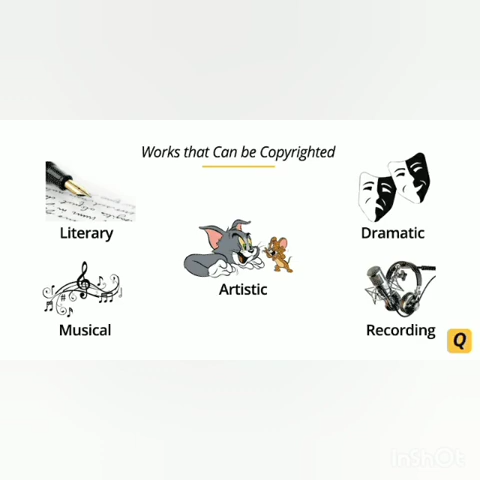 Works that Can be Copyrighted
Literary
Dramatic
Artistic
Musical
Recording
Q
InShOt